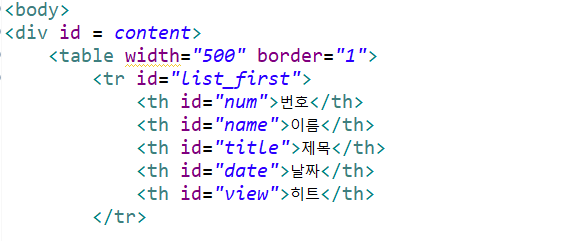 <body>
<div id = content>
<table width="500" border="1">
<tr id="list_first">
<th id="num">번호</th>
<th id="name">이름</th>
<th id="title">제목</th>
<th id="date">날짜</th>
<th id="view">히트</th>
</tr>